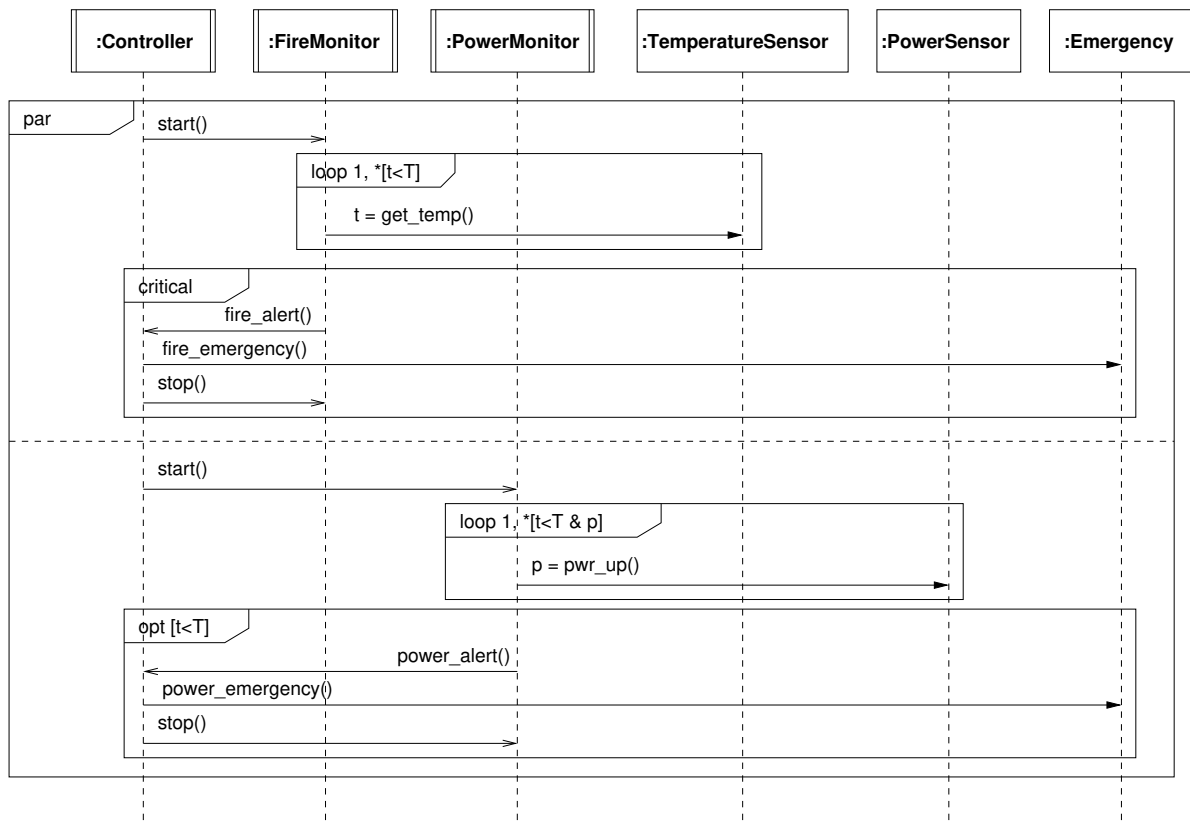 :Controller
:FireMonitor
:PowerMonitor
:TemperatureSensor
:PowerSensor
:Emergency
par
start()
loop 1, *[t<T]
t = get_temp()
critical
fire_alert()
fire_emergency()
stop()
start()
loop 1, *[t<T & p]
p = pwr_up()
opt [t<T]
power_alert()
power_emergency()
stop()